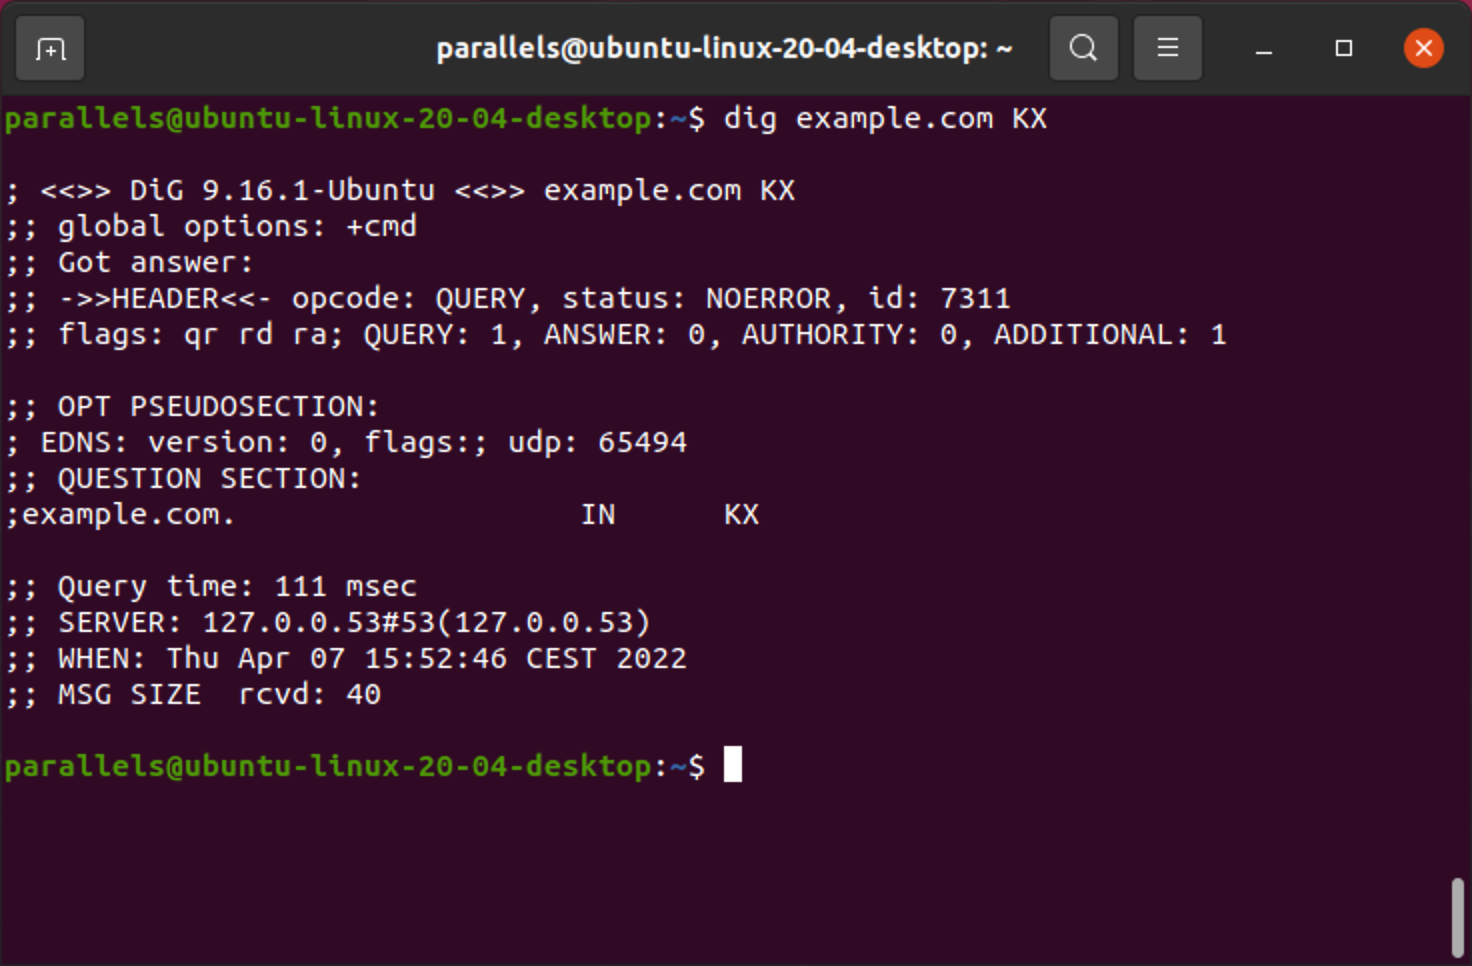 parallels@ubuntu-linux-20-04-desktop: ~
parallels@ubuntu-linux-20-04-desktop:~$ dig example.com KX
; <<>> DiG 9.16.1-Ubuntu <<>> example.com KX
;; global options: +cmd
;; Got answer:
;; ->>HEADER<<- opcode: QUERY, status: NOERROR, id: 7311
;; flags: qr rd ra; QUERY: 1, ANSWER: 0, AUTHORITY: 0, ADDITIONAL: 1
;; OPT PSEUDOSECTION:
; EDNS: version: 0, flags:; udp: 65494
;; QUESTION SECTION:
;example.com. IN KX
;; Query time: 111 msec
;; SERVER: 127.0.0.53#53(127.0.0.53)
;; WHEN: Thu Apr 07 15:52:46 CEST 2022
;; MSG SIZE  rcvd: 40
parallels@ubuntu-linux-20-04-desktop:~$